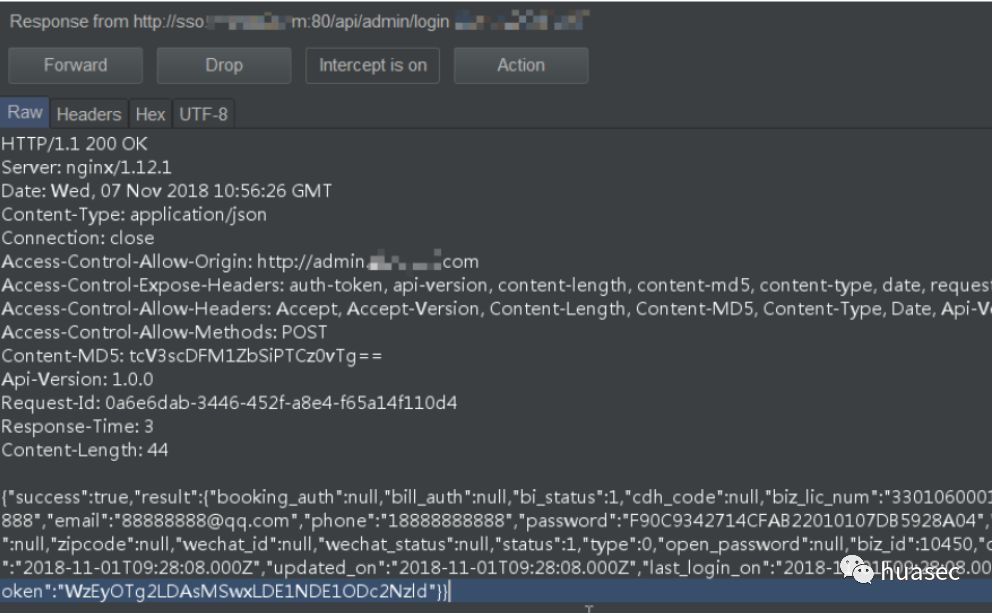 Response from http://sso m:80/api/admin/login
Forward Drop Intercept is on Action
Raw Headers Hex UTF-8
HTTP/1.1 200 OK
Server: nginx/1.12.1
Date: Wed, 07 Nov 2018 10:56:26 GMT
Content-Type: application/json
Connection: close
Access-Control-Allow-Origin: http://admin. com
Access-Control-Expose-Headers: auth-token, api-version, content-length, content-md5, content-type, date, request
Access-Control-Allow-Headers: Accept, Accept-Version, Content-Length, Content-MD5, Content-Type, Date, Api-V
Access-Control-Allow-Methods: POST
Content-MD5: tcV3scDFM1ZbSiPTCz0vTg==
Api-Version: 1.0.0
Request-Id: 0a6e6dab-3446-452f-a8e4-f65a14f110d4
Response-Time: 3
Content-Length: 44
{"success":true,"result":{"booking_auth":null,"bill_auth":null,"bi_status":1,"cdh_code":null,"biz_lic_num":"3301060001
888","email":"88888888@qq.com","phone":"18888888888","password":"F90C9342714CFAB22010107DB5928A04","
":null,"zipcode":null,"wechat_id":null,"wechat_status":null,"status":1,"type":0,"open_password":null,"biz_id":10450,"c
":"2018-11-01T09:28:08.000Z","updated_on":"2018-11-01T09:28:08.000Z","last_login_on":"2018-11-01T09:28:08.00
oken":"WzEyOTg2LDAsMSwxLDE1NDE1ODc2Nzld"}}
huasec